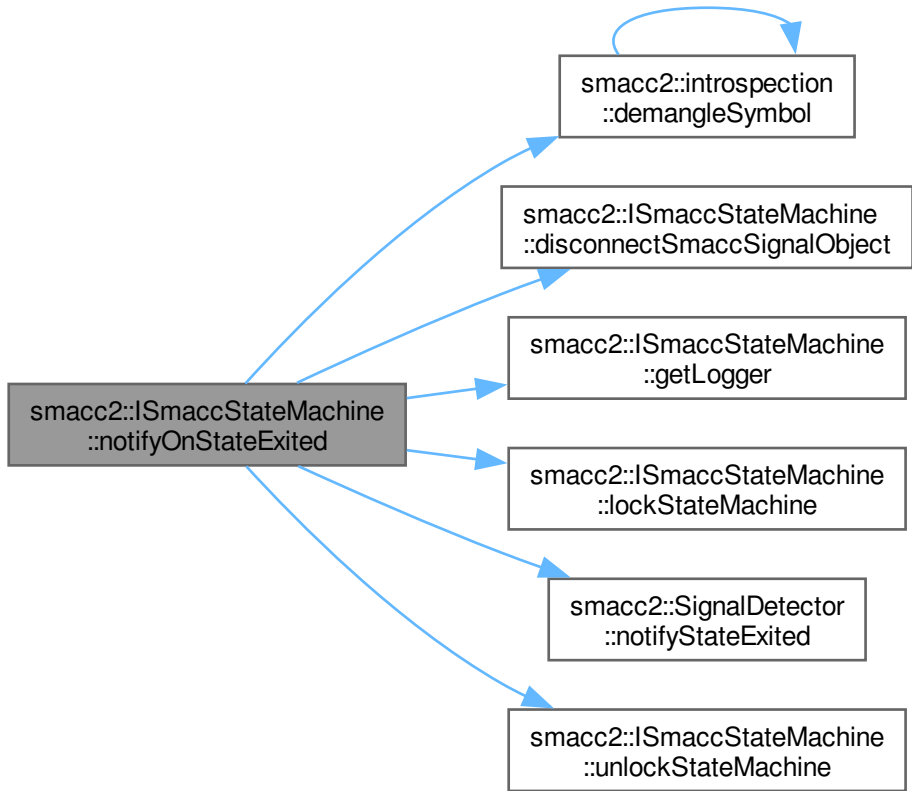 smacc2::introspection
::demangleSymbol
smacc2::ISmaccStateMachine
::disconnectSmaccSignalObject
smacc2::ISmaccStateMachine
::getLogger
smacc2::ISmaccStateMachine
::notifyOnStateExited
smacc2::ISmaccStateMachine
::lockStateMachine
smacc2::SignalDetector
::notifyStateExited
smacc2::ISmaccStateMachine
::unlockStateMachine